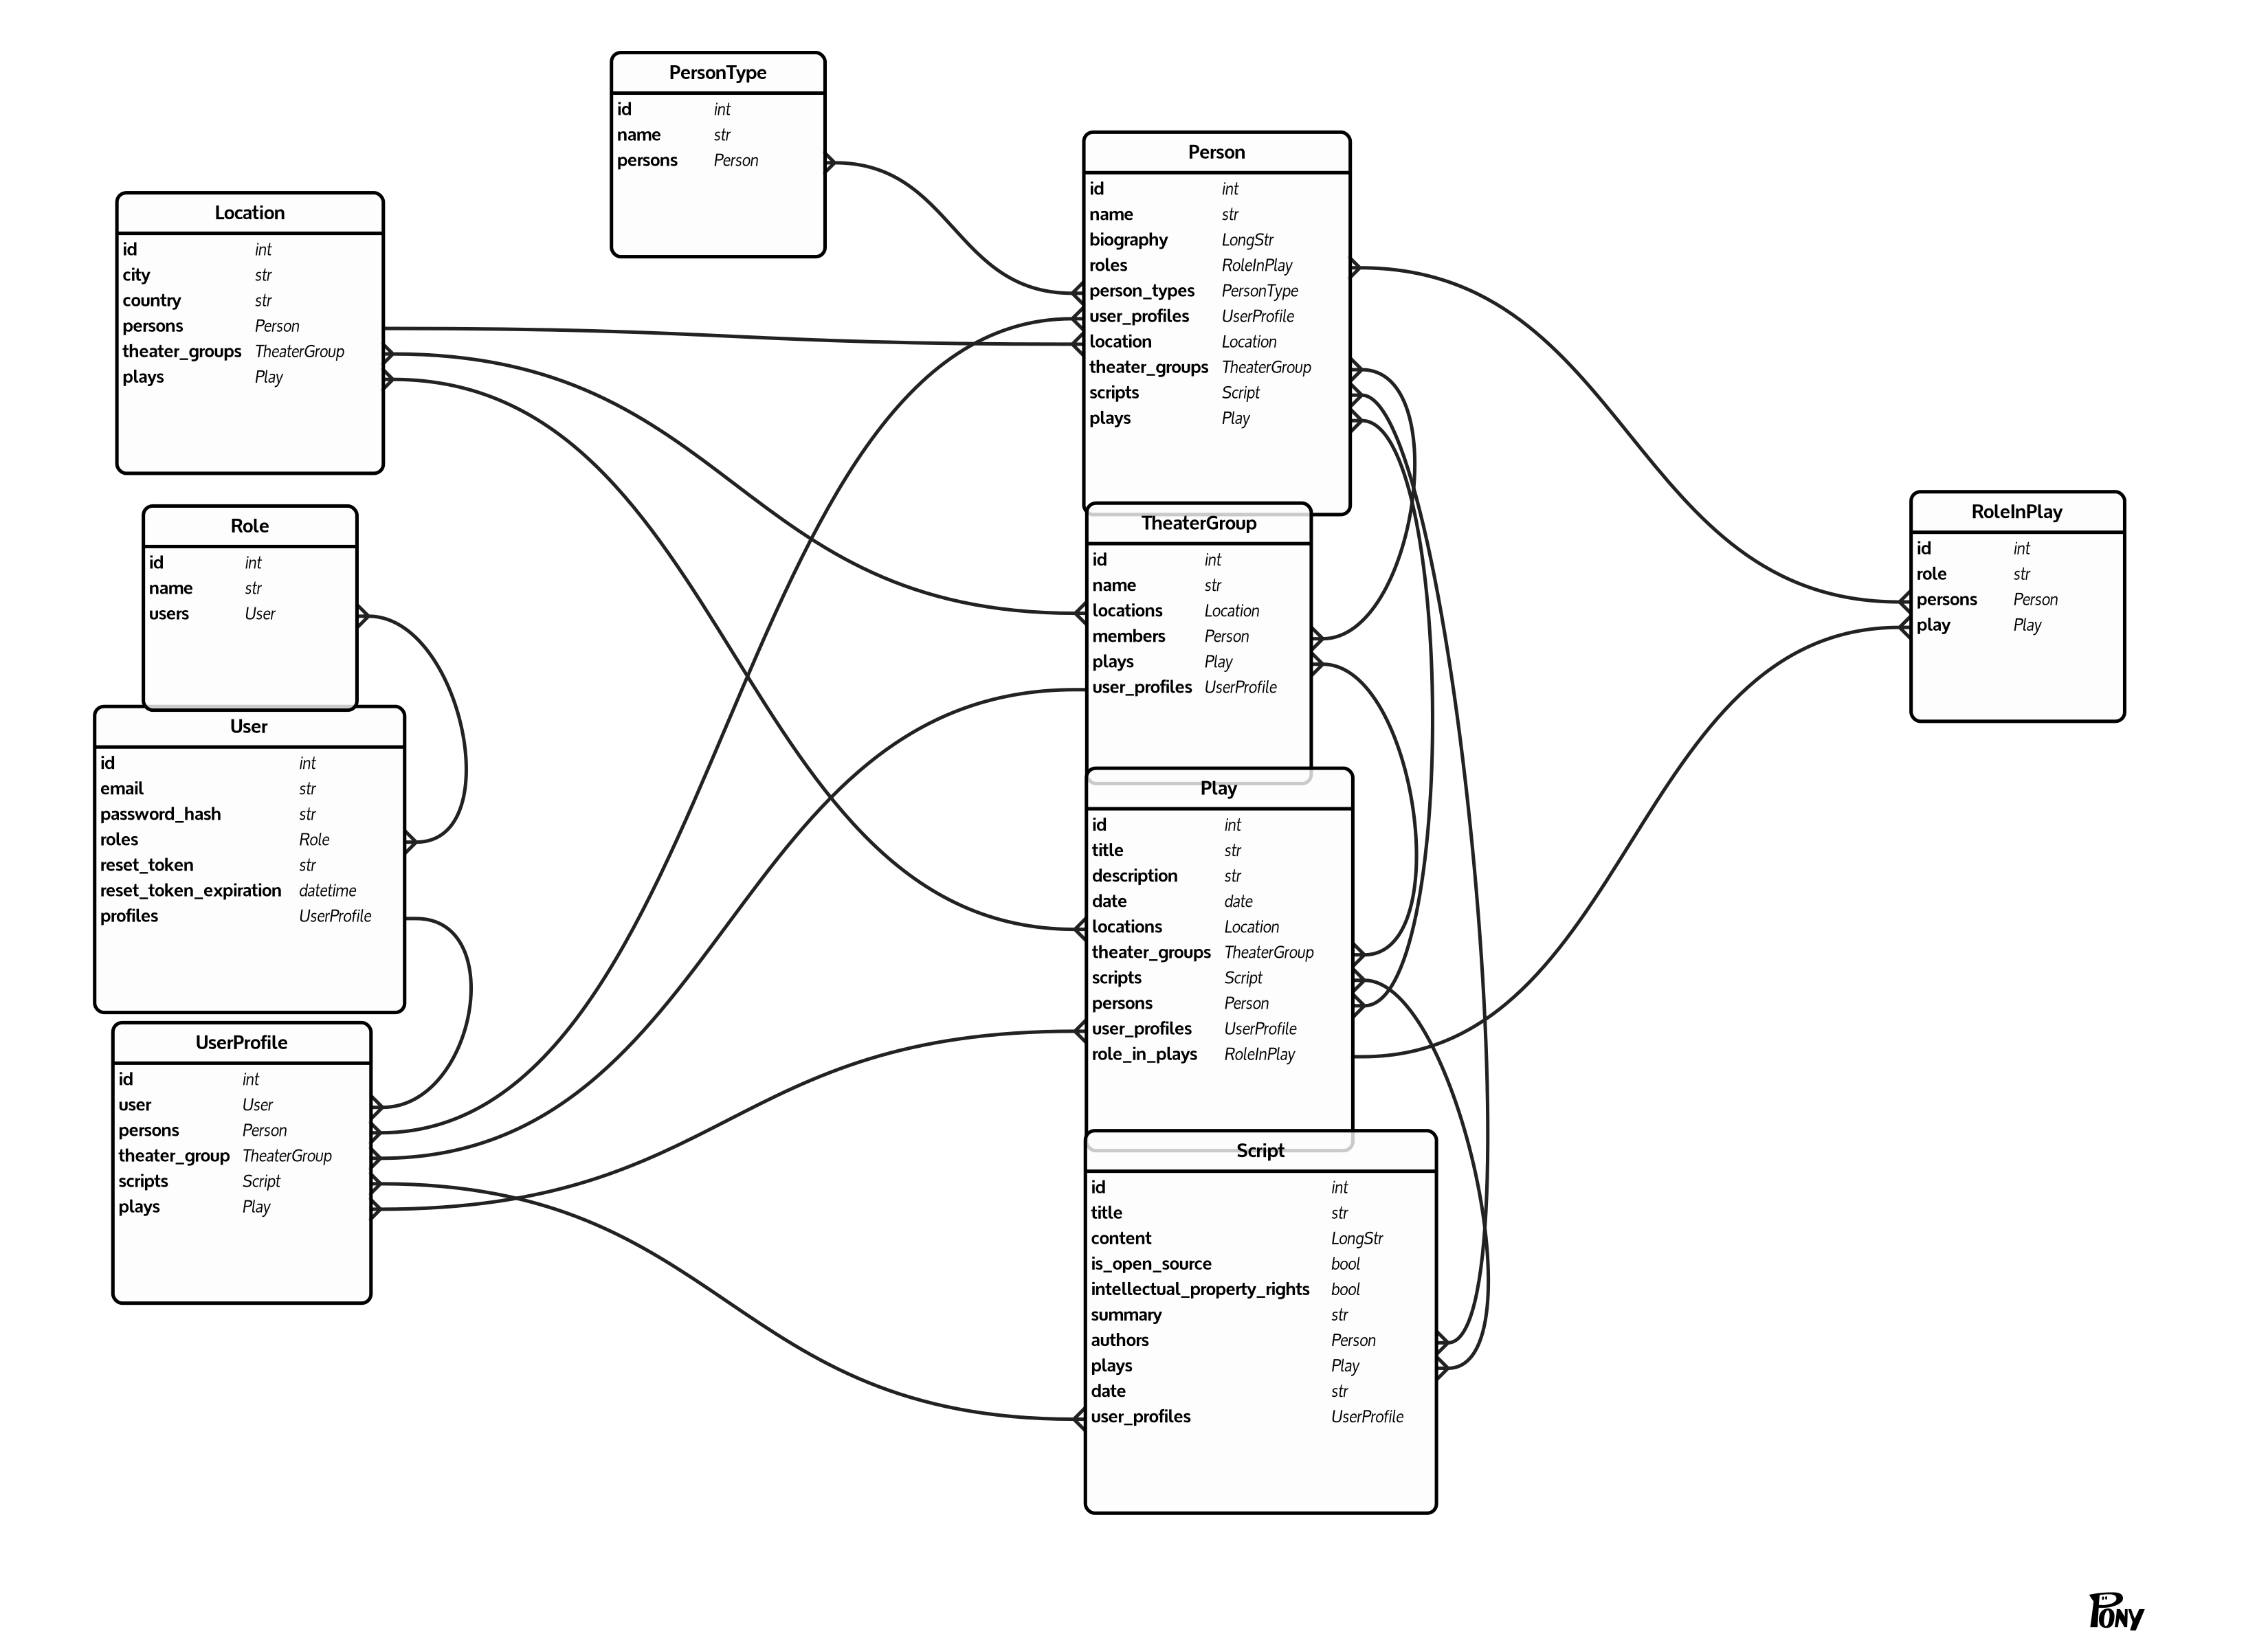 PersonType
id int
name str
persons Person
Person
id int
name str
biography LongStr
roles RoleInPlay
person_types PersonType
user_profiles UserProfile
location Location
theater_groups TheaterGroup
scripts Script
plays Play
Location
id int
city str
country str
persons Person
theater_groups TheaterGroup
plays Play
RoleInPlay
id int
role str
persons Person
play Play
TheaterGroup
id int
name str
locations Location
members Person
plays Play
user_profiles UserProfile
Role
id int
name str
users User
User
id int
email str
password_hash str
roles Role
reset_token str
reset_token_expiration datetime
profiles UserProfile
Play
id int
title str
description str
date date
locations Location
theater_groups TheaterGroup
scripts Script
persons Person
user_profiles UserProfile
role_in_plays RoleInPlay
UserProfile
id int
user User
persons Person
theater_group TheaterGroup
scripts Script
plays Play
Script
id int
title str
content LongStr
is_open_source bool
intellectual_property_rights bool
summary str
authors Person
plays Play
date str
user_profiles UserProfile
PONY